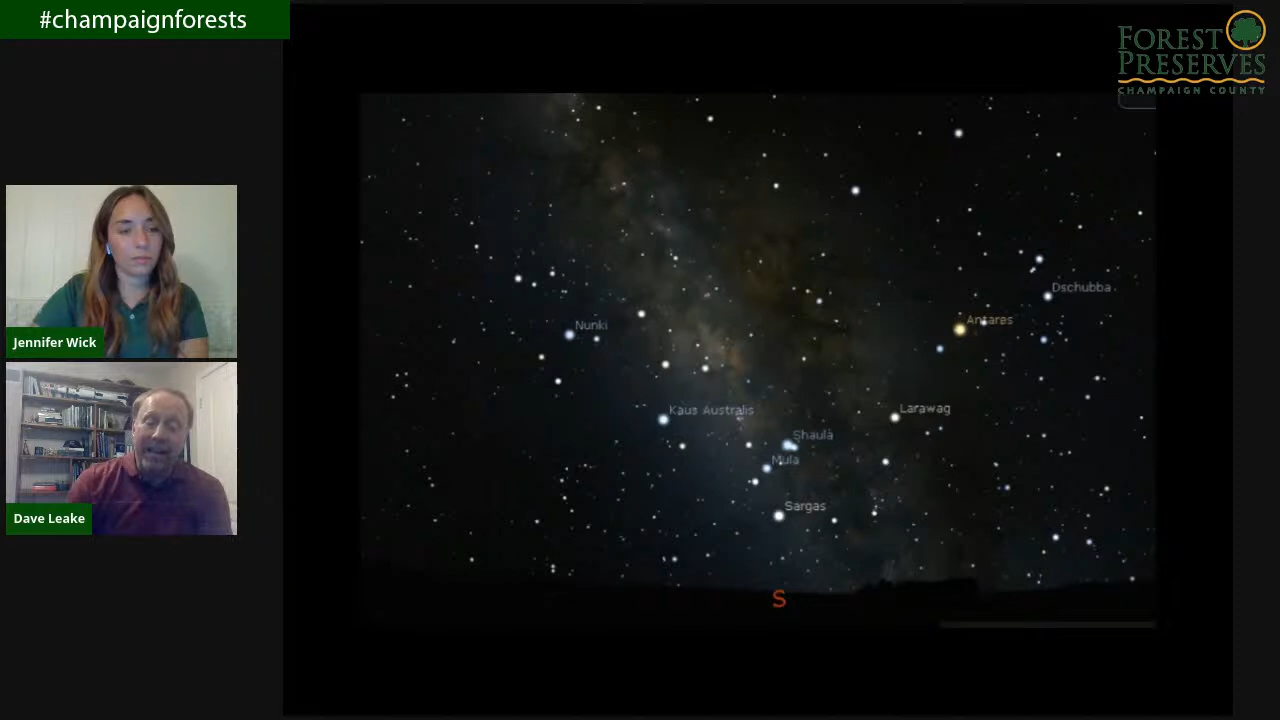 #champaignforests
FOREST
PRESERVES
CHAMPAIGN COUNTY
Jennifer Wick
Dave Leake
Dschubba
Antares
Nunki
Larawag
Kaus Australis
Shaula
Mula
Sargas
S